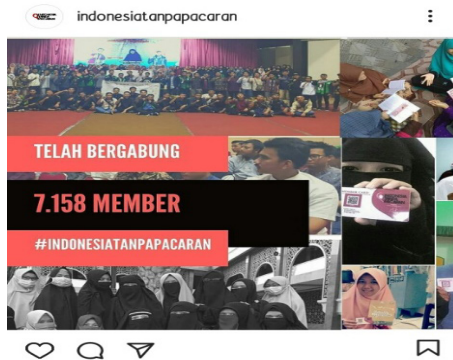 indonesiatanpapacaran
TELAH BERGABUNG
7.158 MEMBER
#INDONESIATANPAPACARAN